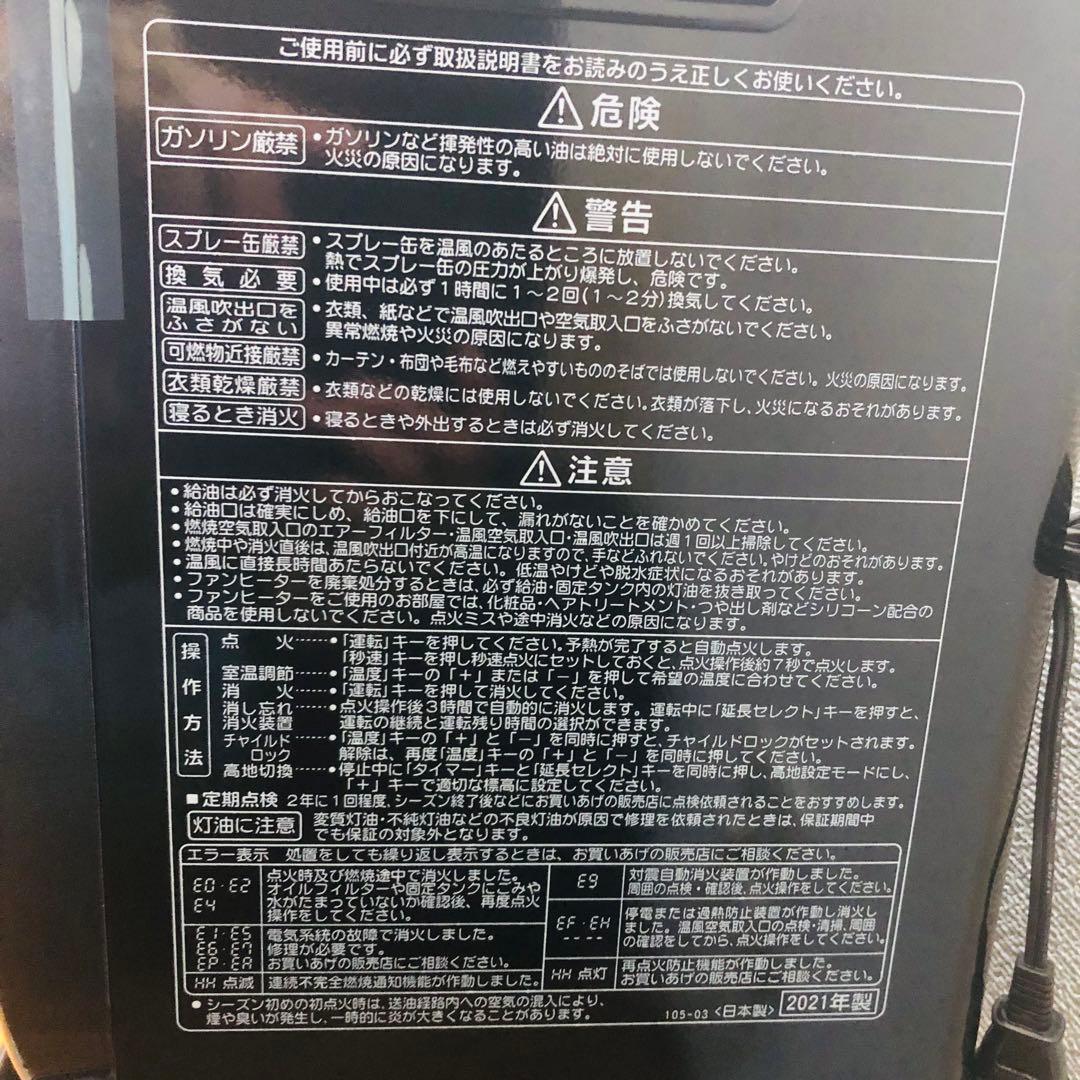 ご使用前に必ず取扱説明書をお読みのうえ正しくお使いください。
危険
ガソリン厳禁 ・ガソリンなど揮発性の高い油は絶対に使用しないでください。
火災の原因になります。
警告
スプレー缶厳禁 ・スプレー缶を温風のあたるところに放置しないでください。
熱でスプレー缶の圧力が上がり爆発し、危険です。
換気必要 ・使用中は必ず1時間に1〜2回(1〜2分)換気してください。
温風吹出口を
ふさがない ・衣類、紙などで温風吹出口や空気取入口をふさがないでください。
異常燃焼や火災の原因になります。
可燃物近接厳禁 ・カーテン・布団や毛布など燃えやすいもののそばでは使用しないでください。火災の原因になります。
衣類乾燥厳禁 ・衣類などの乾燥には使用しないでください。衣類が落下し、火災になるおそれがあります。
寝るとき消火 ・寝るときや外出するときは必ず消火してください。
注意
・給油は必ず消火してからおこなってください。
・給油口は確実にしめ、給油口を下にして、漏れがないことを確かめてください。
・燃焼空気取入口のエアーフィルター・温風空気取入口・温風吹出口は週1回以上掃除してください。
・燃焼中や消火直後は、温風吹出口付近が高温になりますので、手などふれないでください。やけどのおそれがあります。
・温風に直接長時間あたらないでください。低温やけどや脱水症状になるおそれがあります。
・ファンヒーターを廃棄処分するときは、必ず給油・固定タンク内の灯油を抜き取ってください。
・ファンヒーターをご使用のお部屋では、化粧品・ヘアトリートメント・つや出し剤などシリコーン配合の
商品を使用しないでください。点火ミスや途中消火などの原因になります。
操作方法
点火……・「運転」キーを押してください。予熱が完了すると自動点火します。
「秒速」キーを押し秒速点火にセットしておくと、点火操作後約7秒で点火します。
室温調節……・「温度」キーの「+」または「−」を押して希望の温度に合わせてください。
消火……・「運転」キーを押して消火してください。
消し忘れ……・点火操作後3時間で自動的に消火します。運転中に「延長セレクト」キーを押すと、
消火装置 運転の継続と運転残り時間の選択ができます。
チャイルド……・「温度」キーの「+」と「−」を同時に押すと、チャイルドロックがセットされます。
ロック 解除は、再度「温度」キーの「+」と「−」を同時に押してください。
高地切換……・停止中に「タイマー」キーと「延長セレクト」キーを同時に押し、高地設定モードにし、
「+」キーで適切な標高に設定してください。
■定期点検 2年に1回程度、シーズン終了後などにお買いあげの販売店に点検依頼されることをおすすめします。
灯油に注意 変質灯油・不純灯油などの不良灯油が原因で修理を依頼されたときは、保証期間中
でも保証の対象外となります。
エラー表示 処置をしても繰り返し表示するときは、お買いあげの販売店にご相談ください。
E0・E2
E4
点火時及び燃焼途中で消火しました。
オイルフィルターや固定タンクにごみや
水がたまっていないか確認後、再度点火
操作をしてください。
E1・E5
E6・E7
EP・EA
電気系統の故障で消火しました。
修理が必要です。
お買いあげの販売店にご相談ください。
HH 点滅 連続不完全燃焼通知機能が作動しました。
E9
対震自動消火装置が作動しました。
周囲の点検・確認後、点火操作をしてください。
EF・EH
----
停電または過熱防止装置が作動し消火し
ました。温風空気取入口の点検・清掃、周囲
の確認をしてから、点火操作をしてください。
HH 点灯
再点火防止機能が作動しました。
お買いあげの販売店にご相談ください。
・シーズン初めの初点火時は、送油経路内への空気の混入により、
煙や臭いが発生し、一時的に炎が大きくなることがあります。
105-03 <日本製> 2021年製